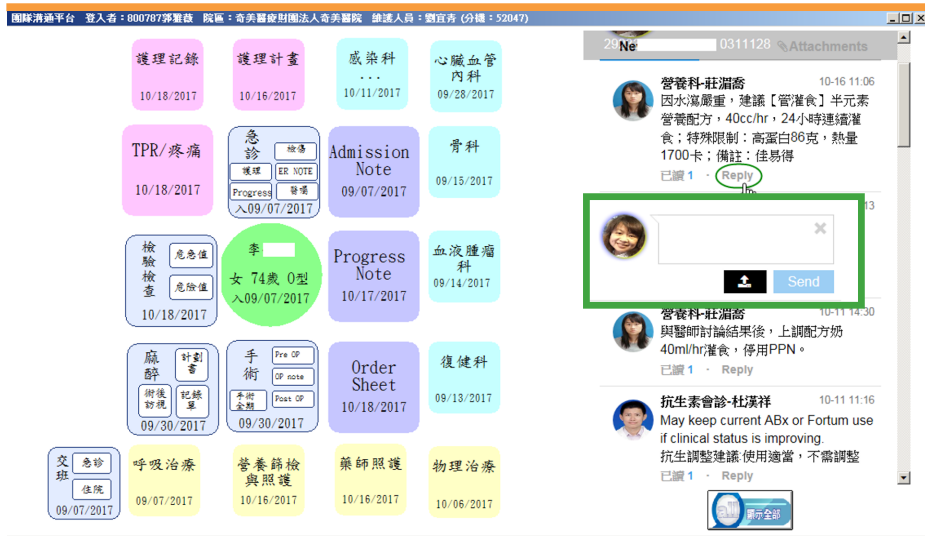 團隊溝通平台 登入者：800787郭雅薇 院區：奇美醫療財團法人奇美醫院 維護人員：劉宜青 (分機：52047)
護理記錄
10/18/2017
護理計畫
10/16/2017
感染科
...
10/11/2017
心臟血管
內科
09/28/2017
TPR/疼痛
10/18/2017
急
診
檢傷
護理
ER NOTE
Progress
醫囑
入09/07/2017
Admission
Note
09/07/2017
骨科
09/15/2017
檢
驗
檢
查
危急值
危險值
10/18/2017
李
女 74歲 O型
入09/07/2017
Progress
Note
10/17/2017
血液腫瘤
科
09/14/2017
麻
醉
計劃
書
術後
訪視
記錄
單
09/30/2017
手
術
Pre OP
OP note
手術
全期
Post OP
09/30/2017
Order
Sheet
10/18/2017
復健科
09/13/2017
交
班
急診
住院
09/07/2017
呼吸治療
09/07/2017
營養篩檢
與照護
10/16/2017
藥師照護
10/16/2017
物理治療
10/06/2017
Ne
0311128
Attachments
營養科-莊湄喬 10-16 11:06
因水瀉嚴重，建議【管灌食】半元素
營養配方，40cc/hr，24小時連續灌
食；特殊限制：高蛋白86克，熱量
1700卡；備註：佳易得
已讀 1 · Reply
13
×
Send
營養科-莊湄喬 10-11 14:30
與醫師討論結果後，上調配方奶
40ml/hr灌食，停用PPN。
已讀 1 · Reply
抗生素會診-杜漢祥 10-11 11:16
May keep current ABx or Fortum use
if clinical status is improving.
抗生調整建議:使用適當，不需調整
已讀 1 · Reply
all
顯示全部